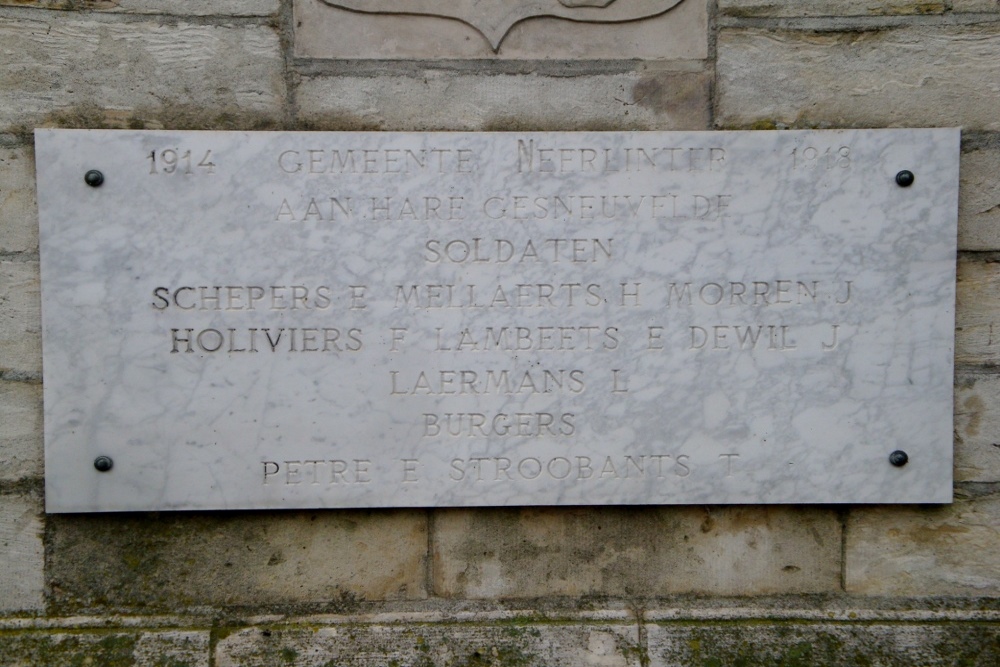 1914 GEMEENTE NEERLINTER 1918
AAN HARE GESNEUVELDE
SOLDATEN
SCHEPERS E MELLAERTS H MORREN J
HOLIVIERS F LAMBEETS E DEWIL J
LAERMANS L
BURGERS
PETRE E STROOBANTS T